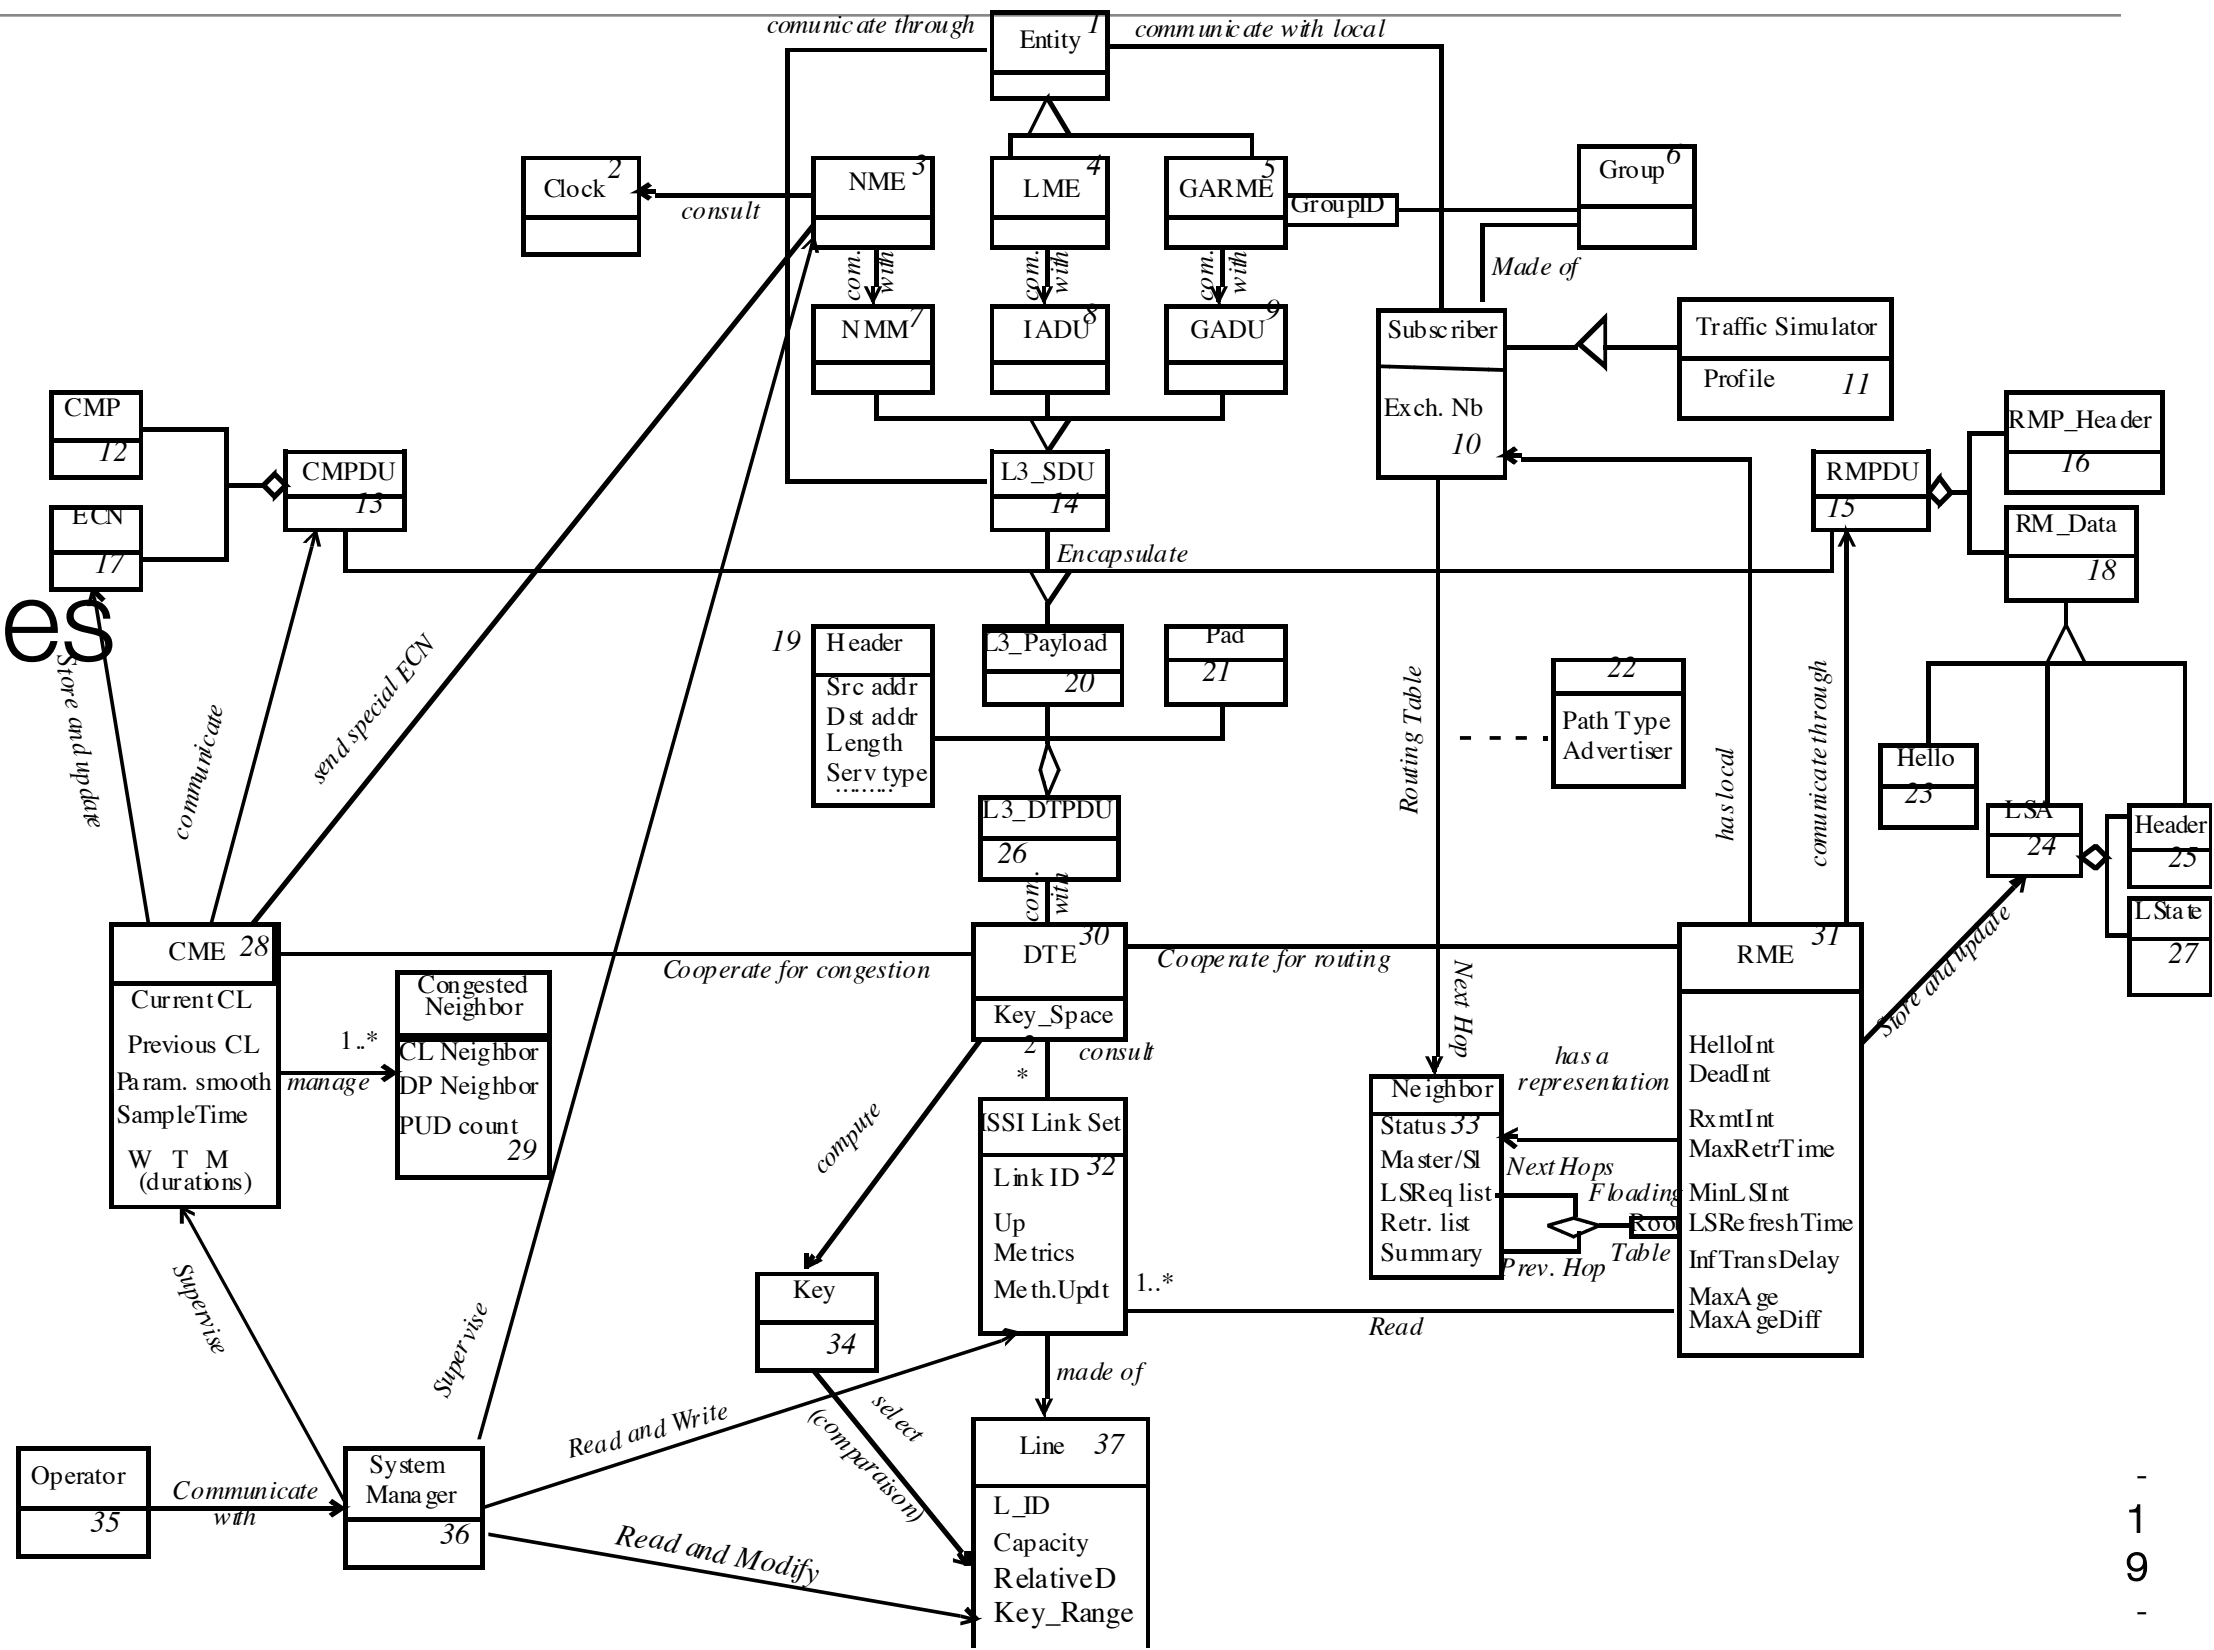 comunicate through
Entity 1
communicate with local
Clock 2
consult
NME 3
LME 4
GARME 5
GroupID
Group 6
Made of
com. with
com. with
com. with
NMM 7
IADU 8
GADU 9
Subscriber
Exch. Nb
10
Traffic Simulator
Profile 11
CMP
12
CMPDU
13
ECN
17
L3_SDU
14
Encapsulate
RMPDU
15
RMP_Header
16
RM_Data
18
es
Store and update
communicate
send special ECN
19
Header
Src addr
Dst addr
Length
Serv type
.........
L3_Payload
20
Pad
21
Routing Table
22
Path Type
Advertiser
has local
comunicate through
Hello
23
LSA
24
Header
25
LState
27
L3_DTPDU
26
com. with
CME 28
Current CL
Previous CL
Param. smooth
SampleTime
W T M
(durations)
Cooperate for congestion
Congested
Neighbor
CL Neighbor
DP Neighbor
PUD count
29
1..*
manage
DTE 30
Key_Space
Cooperate for routing
2
*
consult
Next Hop
RME 31
HelloInt
DeadInt
RxmtInt
MaxRetrTime
MinLSInt
LSRefreshTime
InfTransDelay
MaxAge
MaxAgeDiff
Store and update
has a
representation
Neighbor
Status 33
Master/Sl
LSReq list
Retr. list
Summary
Next Hops
Floading
Root
Table
Prev. Hop
compute
ISSI Link Set
32
Link ID
Up
Metrics
Meth.Updt
1..*
Read
Key
34
Supervise
Supervise
made of
select
(comparaison)
Read and Write
Operator
35
Communicate
with
System
Manager
36
Read and Modify
Line 37
L_ID
Capacity
RelativeD
Key_Range
-
1
9
-